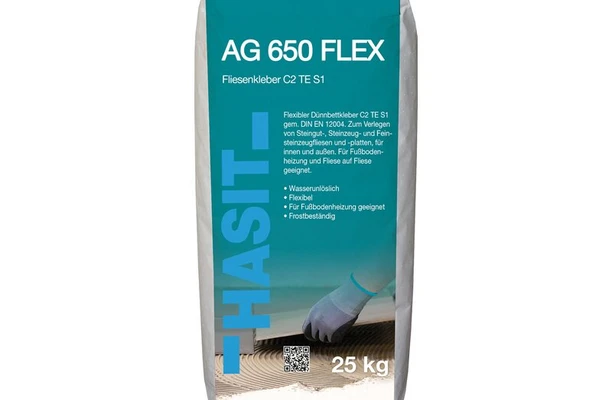 AG 650 FLEX
Fliesenkleber C2 TE S1
Flexibler Dünnbettkleber C2 TE S1
gem. DIN EN 12004. Zum Verlegen
von Steingut-, Steinzeug- und Fein-
steinzeugfliesen und -platten, für
innen und außen. Für Fußboden-
heizung und Fliese auf Fliese
geeignet.
• Wasserunlöslich
• Flexibel
• Für Fußbodenheizung geeignet
• Frostbeständig
HASIT
25 kg